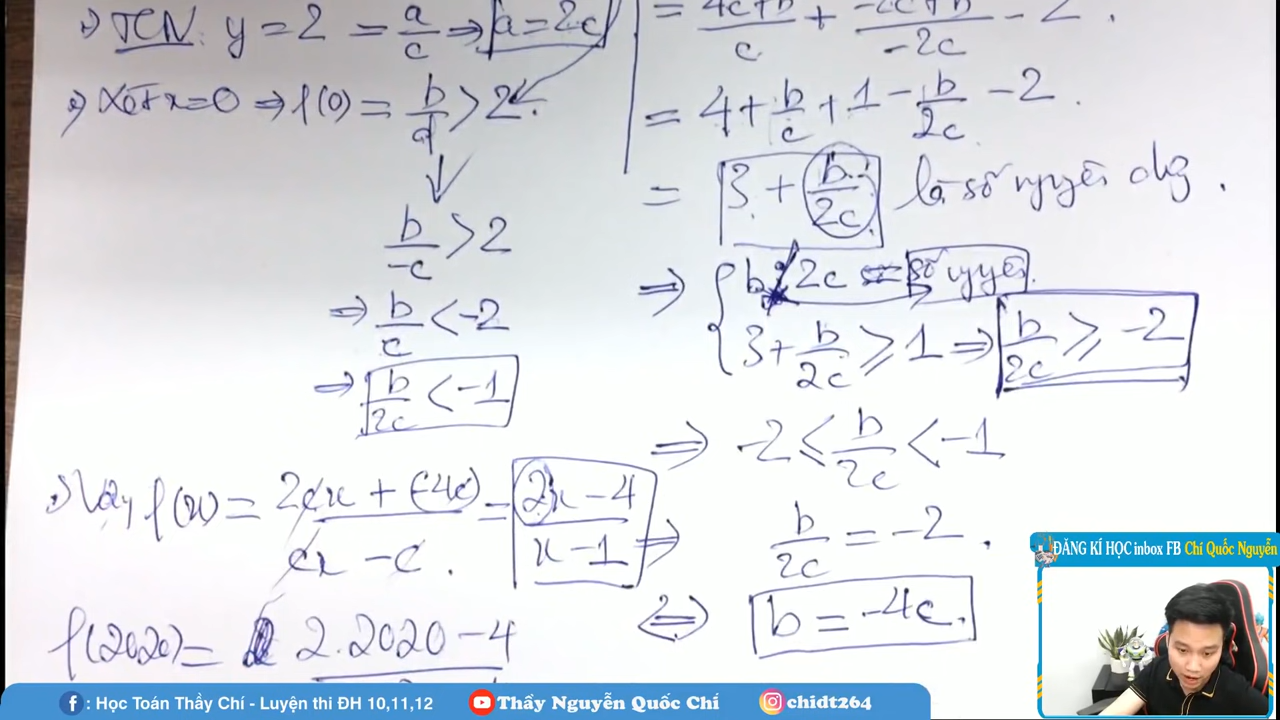 TCN: y = 2 = a/c ⇒ a = 2c
Xét x = 0 ⇒ f(0) = b/d > 2.
b/-c > 2
⇒ b/c < -2
⇒ b/2c < -1
Vậy f(x) = 2cx + (-4c)/cx - c = 2x - 4/x - 1
f(2020) = 2.2020 - 4
= 4c+b/c + -2c+b/-2c - 2.
= 4 + b/c + 1 - b/2c - 2.
= 3 + b/2c là số nguyên
⇒ { b 2c số nguyên.
3 + b/2c ⩾ 1 ⇒ b/2c ⩾ -2
⇒ -2 ⩽ b/2c < -1
⇒ b/2c = -2.
⇔ b = -4c.
ĐĂNG KÍ HỌC inbox FB Chí Quốc Nguyễn
: Học Toán Thầy Chí - Luyện thi ĐH 10,11,12
Thầy Nguyễn Quốc Chí
chidt264